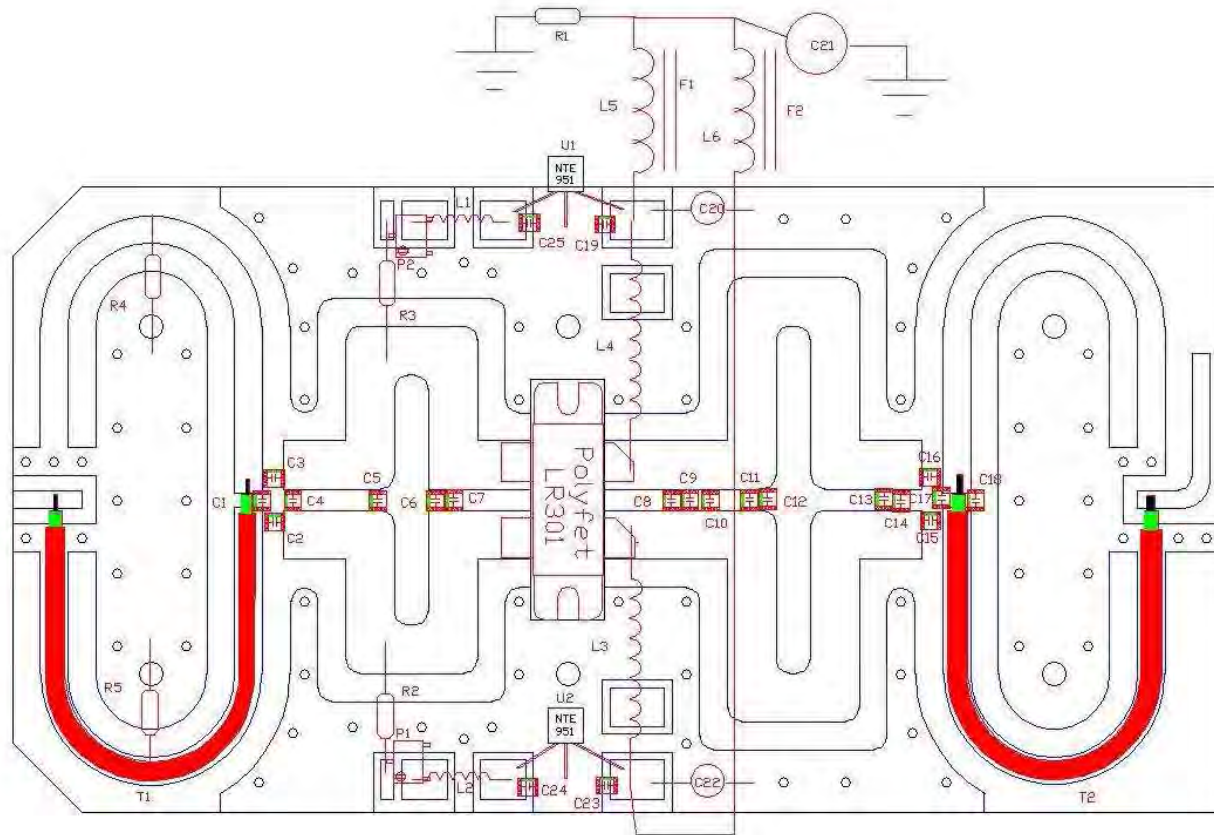 R1
C21
F1
L5
F2
L6
U1
NTE
951
L1
C20
C25
C19
P2
R4
R3
L4
C3
C16
C1
C4
C5
C6
C7
Polyfet
LR301
C8
C9
C10
C11
C12
C13
C14
C17
C18
C2
C15
L3
R5
R2
U2
NTE
951
P1
L2
C22
C24
C23
T1
T2